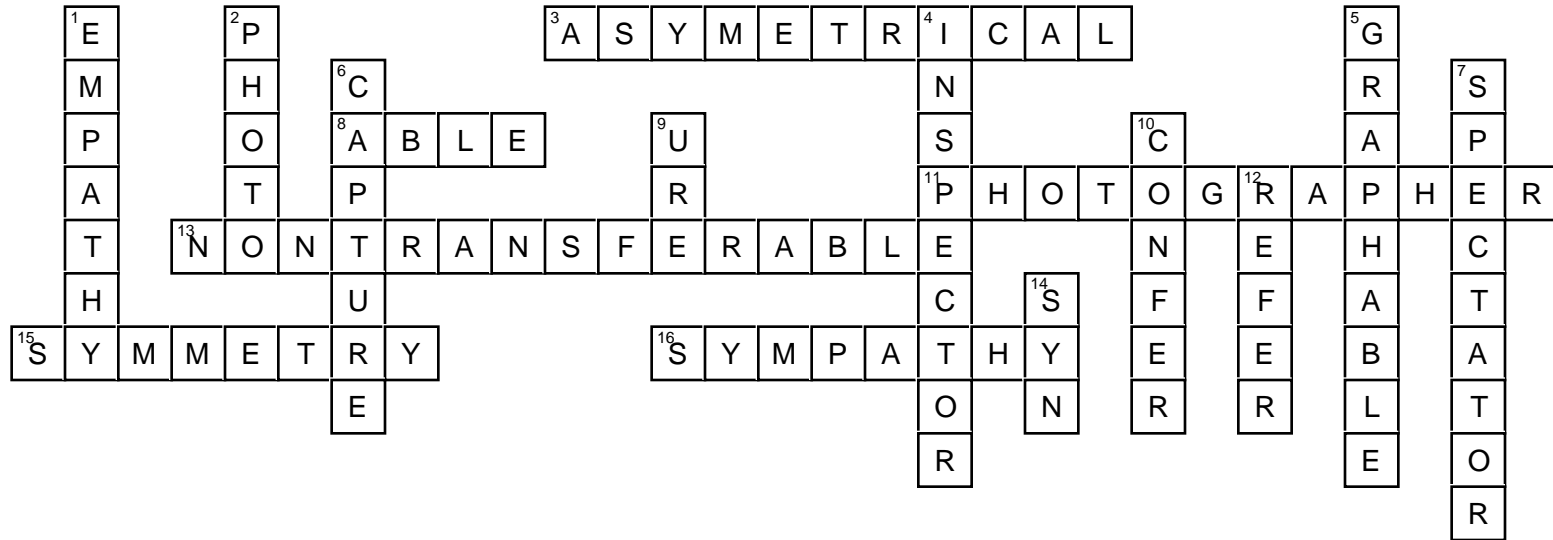 1 E 2 P 3 A S Y M E T R 4 I C A L 5 G
M H 6 C N R 7 S
P O 8 A B L E 9 U S 10 C A P
A T P R 11 P H O T O G 12 R A P H E R
T 13 N O N T R A N S F E R A B L E N E H C
H U C 14 S F F A T
15 S Y M M E T R Y 16 S Y M P A T H Y E E B A
E O N R R L T
R E O
R